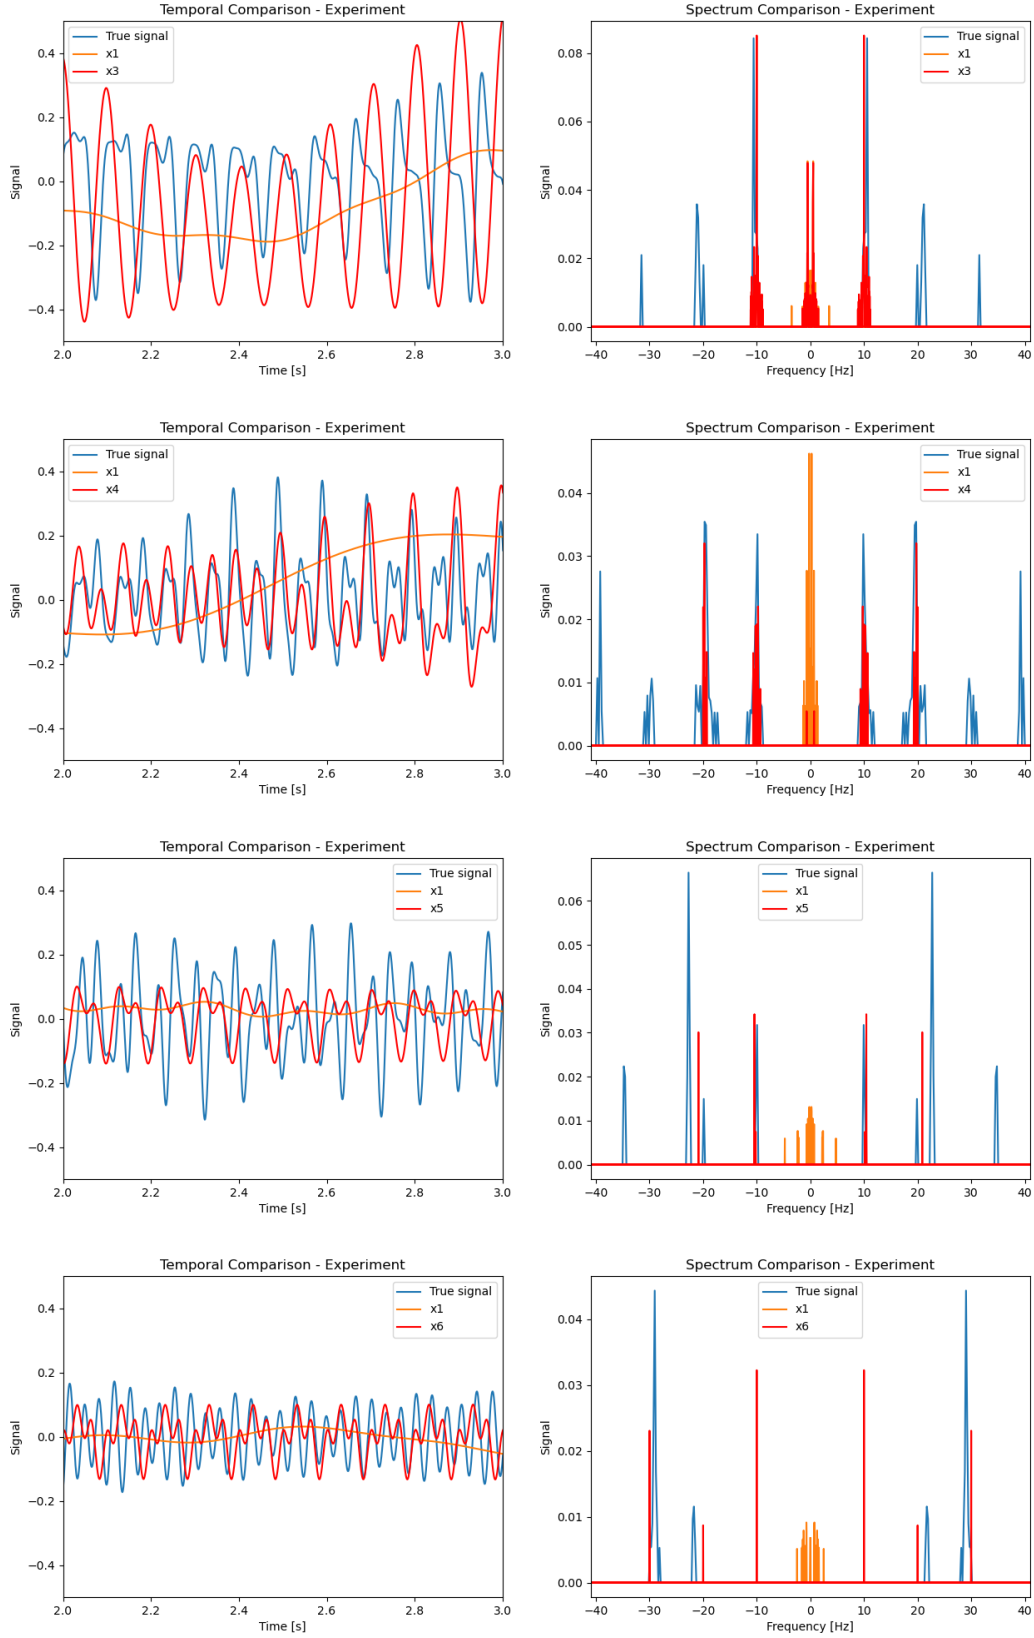 Temporal Comparison - Experiment
Signal
0.4
0.2
0.0
−0.2
−0.4
True signal
x1
x3
2.0 2.2 2.4 2.6 2.8 3.0
Time [s]
Spectrum Comparison - Experiment
Signal
0.08
0.06
0.04
0.02
0.00
True signal
x1
x3
−40 −30 −20 −10 0 10 20 30 40
Frequency [Hz]
Temporal Comparison - Experiment
Signal
0.4
0.2
0.0
−0.2
−0.4
True signal
x1
x4
2.0 2.2 2.4 2.6 2.8 3.0
Time [s]
Spectrum Comparison - Experiment
Signal
0.04
0.03
0.02
0.01
0.00
True signal
x1
x4
−40 −30 −20 −10 0 10 20 30 40
Frequency [Hz]
Temporal Comparison - Experiment
Signal
0.4
0.2
0.0
−0.2
−0.4
True signal
x1
x5
2.0 2.2 2.4 2.6 2.8 3.0
Time [s]
Spectrum Comparison - Experiment
Signal
0.06
0.05
0.04
0.03
0.02
0.01
0.00
True signal
x1
x5
−40 −30 −20 −10 0 10 20 30 40
Frequency [Hz]
Temporal Comparison - Experiment
Signal
0.4
0.2
0.0
−0.2
−0.4
True signal
x1
x6
2.0 2.2 2.4 2.6 2.8 3.0
Time [s]
Spectrum Comparison - Experiment
Signal
0.04
0.03
0.02
0.01
0.00
True signal
x1
x6
−40 −30 −20 −10 0 10 20 30 40
Frequency [Hz]